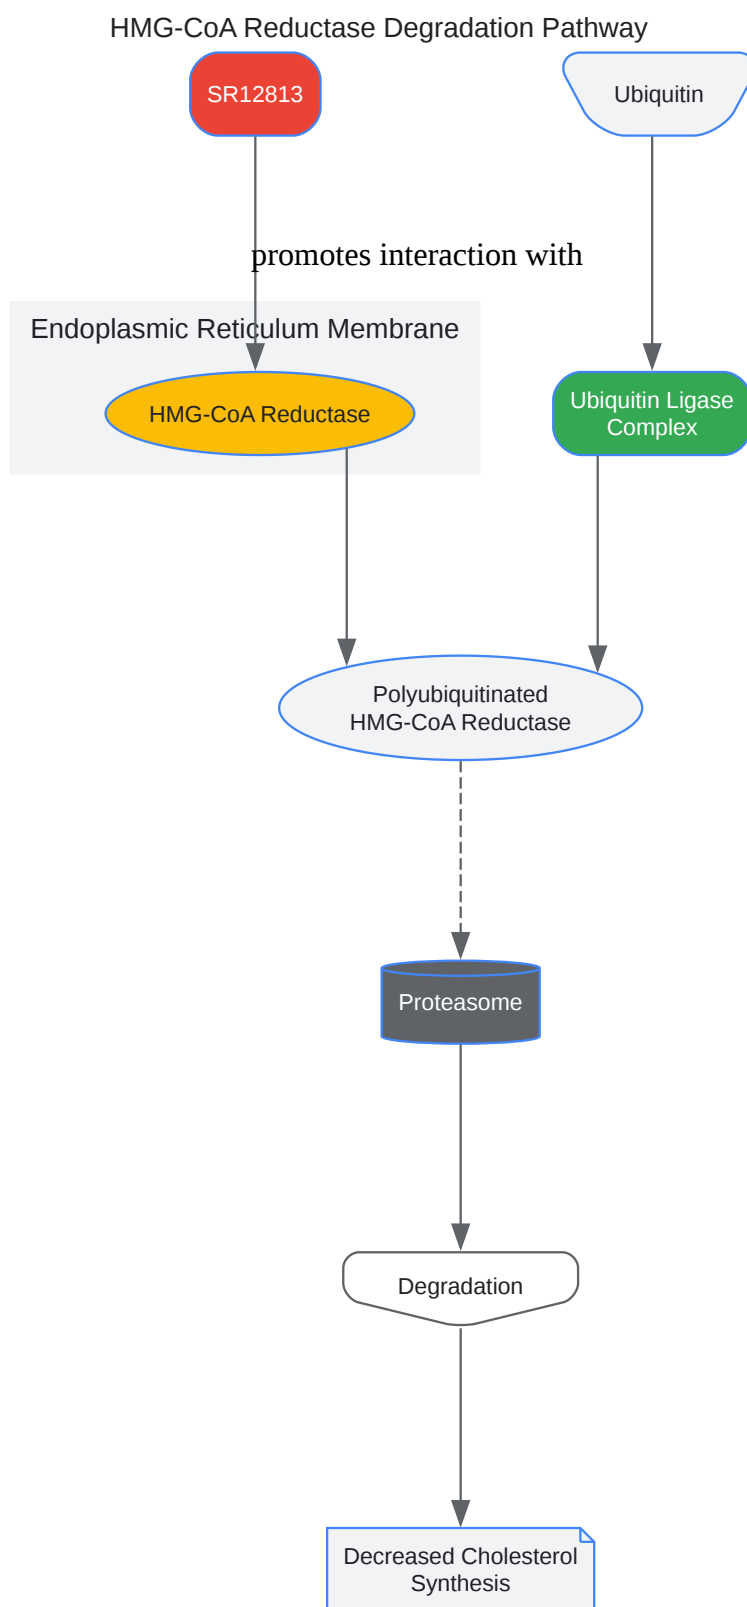 HMG-CoA Reductase Degradation Pathway
SR12813
Ubiquitin
promotes interaction with
Endoplasmic Reticulum Membrane
HMG-CoA Reductase
Ubiquitin Ligase
Complex
Polyubiquitinated
HMG-CoA Reductase
Proteasome
Degradation
Decreased Cholesterol
Synthesis